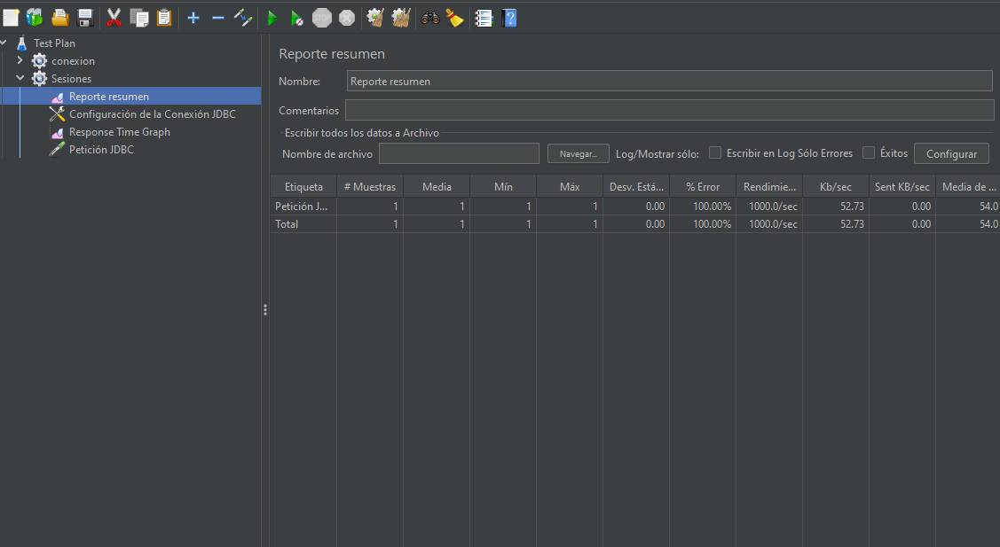 Test Plan
conexion
Sesiones
Reporte resumen
Configuración de la Conexión JDBC
Response Time Graph
Petición JDBC
Reporte resumen
Nombre: Reporte resumen
Comentarios
Escribir todos los datos a Archivo
Nombre de archivo Navegar... Log/Mostrar sólo: Escribir en Log Sólo Errores Éxitos Configurar
Etiqueta # Muestras Media Mín Máx Desv. Está... % Error Rendimie... Kb/sec Sent KB/sec Media de ...
Petición J... 1 1 1 1 0.00 100.00% 1000.0/sec 52.73 0.00 54.0
Total 1 1 1 1 0.00 100.00% 1000.0/sec 52.73 0.00 54.0